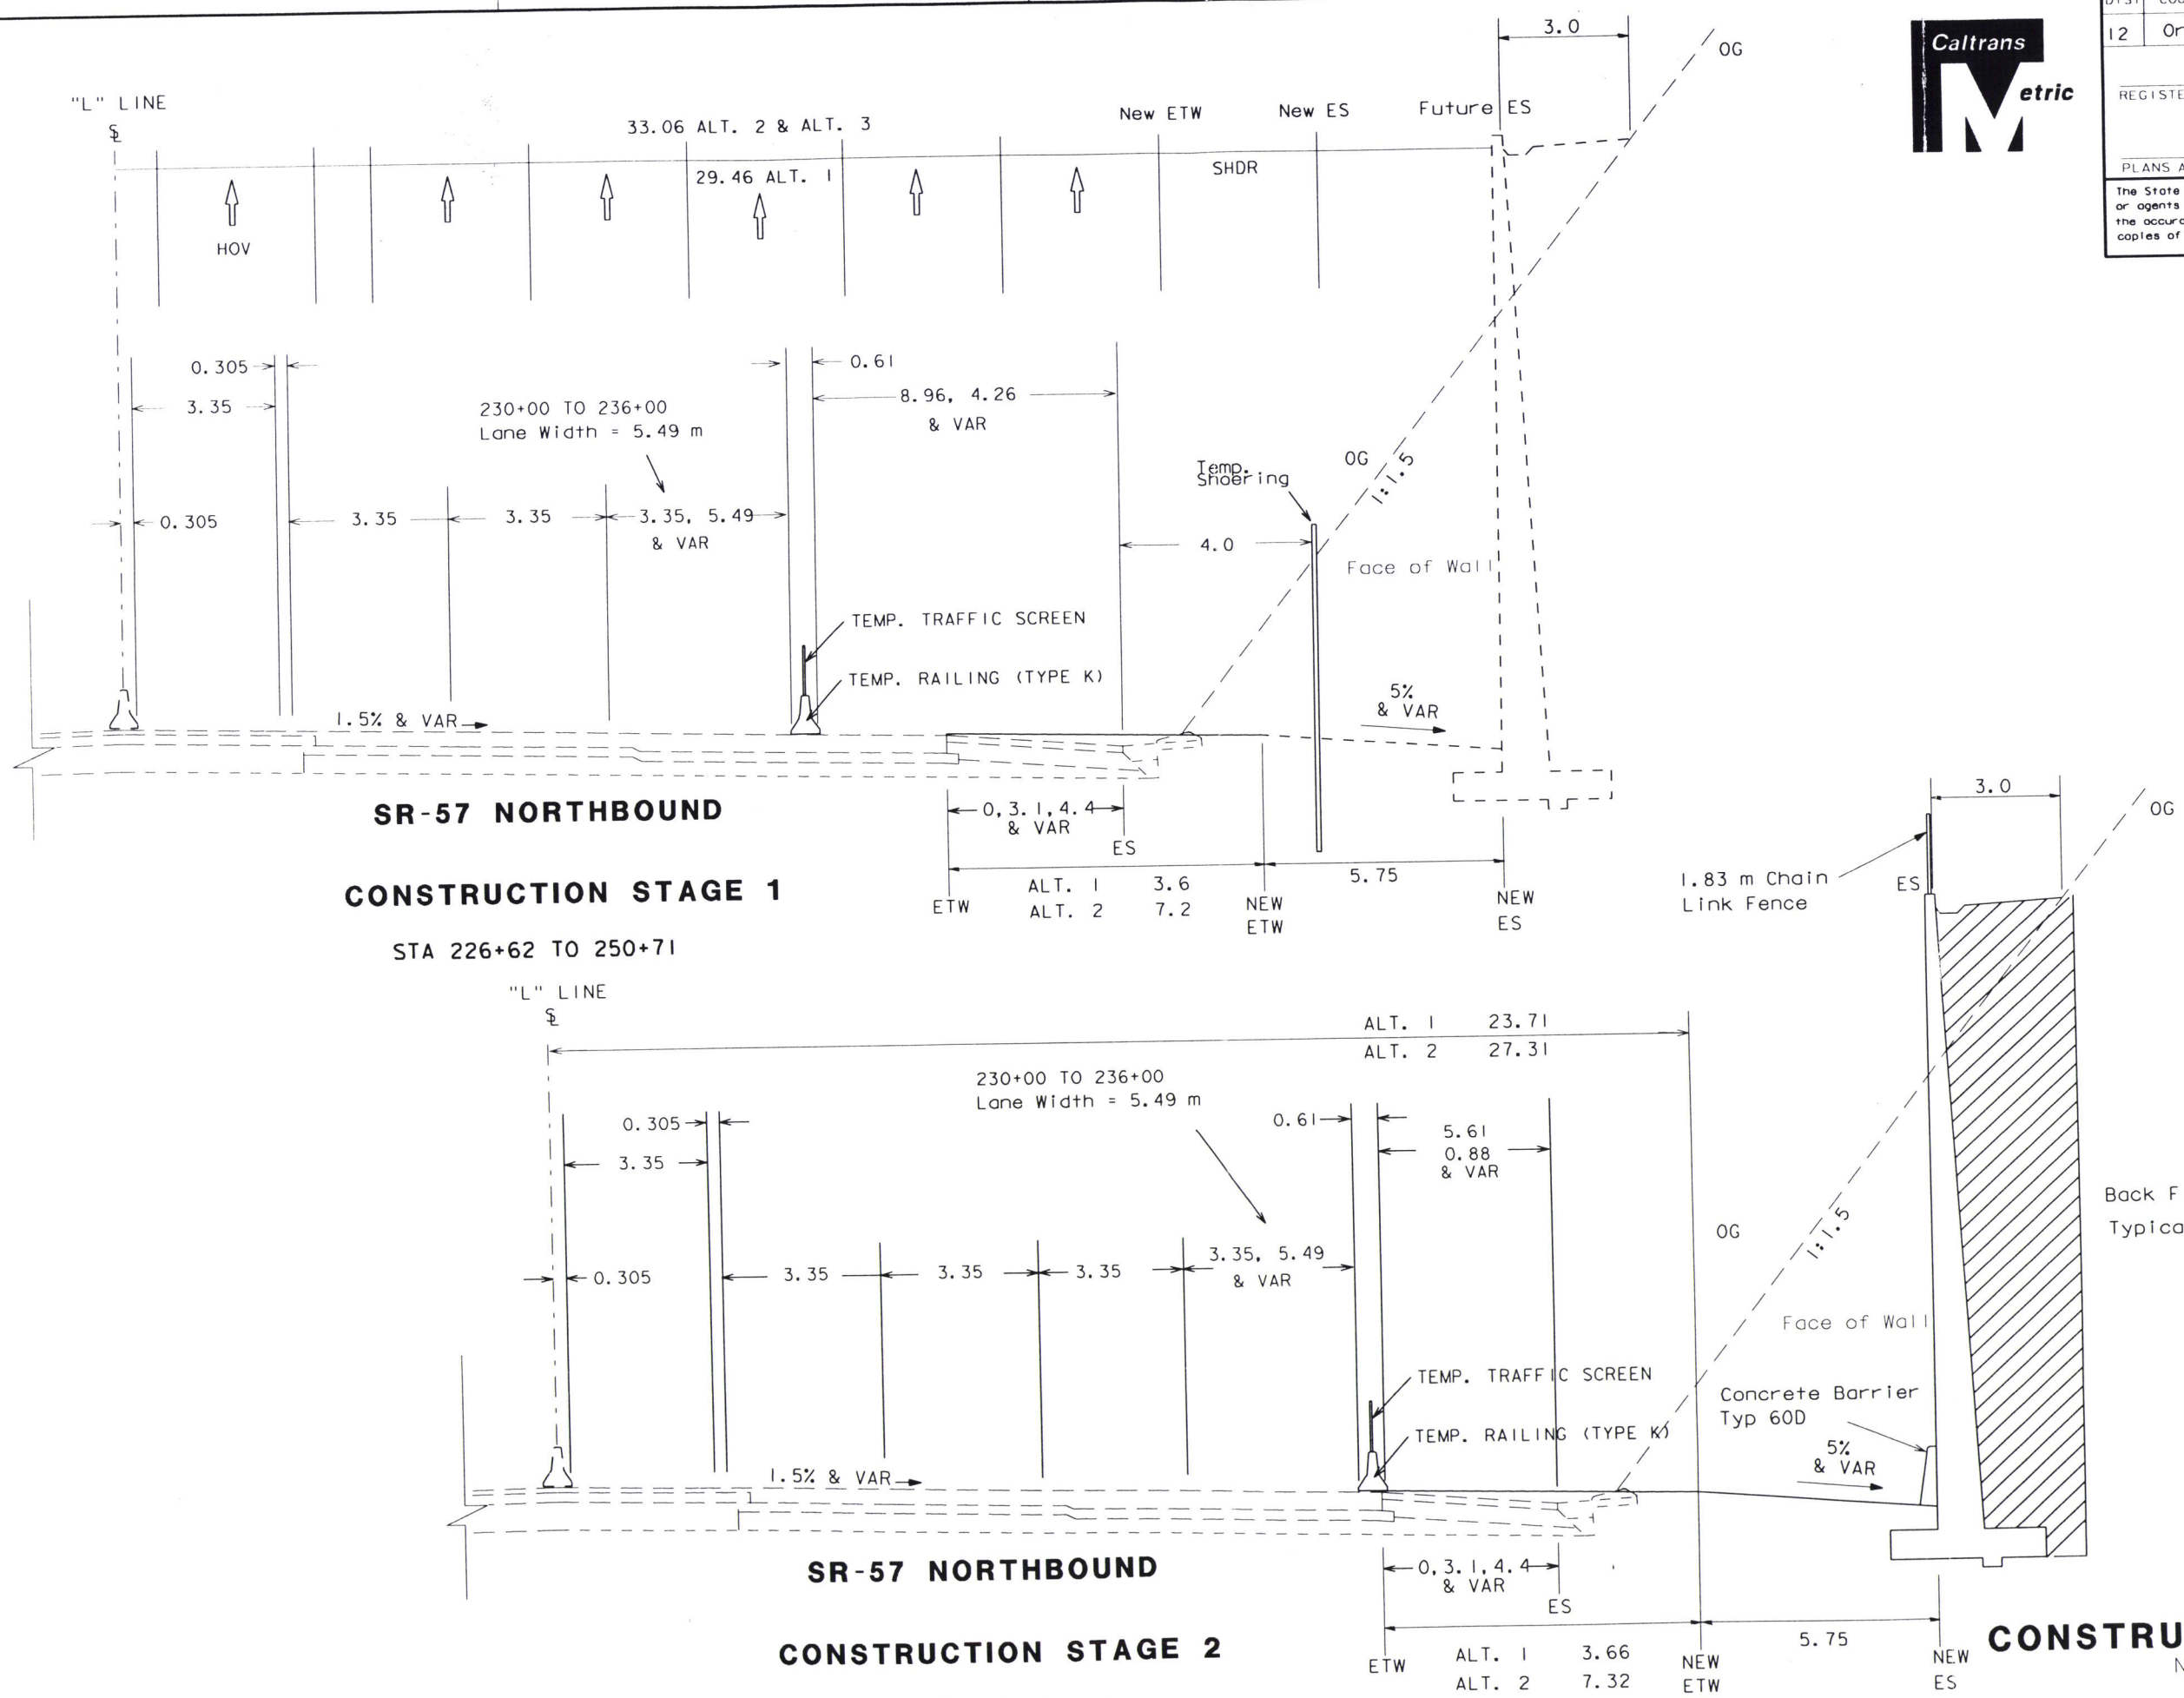 3.0
OG
Caltrans
Metric
DIST
12 Or
REGISTE
PLANS A
The State
or agents
the accura
copies of
"L" LINE
33.06 ALT. 2 & ALT. 3
New ETW
New ES
Future ES
29.46 ALT. 1
SHDR
HOV
0.305
0.61
3.35
230+00 TO 236+00
Lane Width = 5.49 m
8.96, 4.26
& VAR
Temp.
Shoering
OG
1:1.5
0.305
3.35
3.35
3.35, 5.49
& VAR
4.0
Face of Wall
TEMP. TRAFFIC SCREEN
TEMP. RAILING (TYPE K)
1.5% & VAR
5%
& VAR
SR-57 NORTHBOUND
0, 3.1, 4.4
& VAR
ES
CONSTRUCTION STAGE 1
ETW
ALT. 1 3.6
ALT. 2 7.2
NEW
ETW
5.75
NEW
ES
STA 226+62 TO 250+71
3.0
OG
1.83 m Chain
Link Fence
ES
"L" LINE
ALT. 1 23.71
ALT. 2 27.31
230+00 TO 236+00
Lane Width = 5.49 m
0.305
0.61
3.35
5.61
0.88
& VAR
Back F
Typica
OG
1:1.5
0.305
3.35
3.35
3.35
3.35, 5.49
& VAR
Face of Wall
TEMP. TRAFFIC SCREEN
TEMP. RAILING (TYPE K)
Concrete Barrier
Typ 60D
1.5% & VAR
5%
& VAR
SR-57 NORTHBOUND
0, 3.1, 4.4
& VAR
ES
CONSTRUCTION STAGE 2
ETW
ALT. 1 3.66
ALT. 2 7.32
NEW
ETW
5.75
NEW
ES
CONSTRU